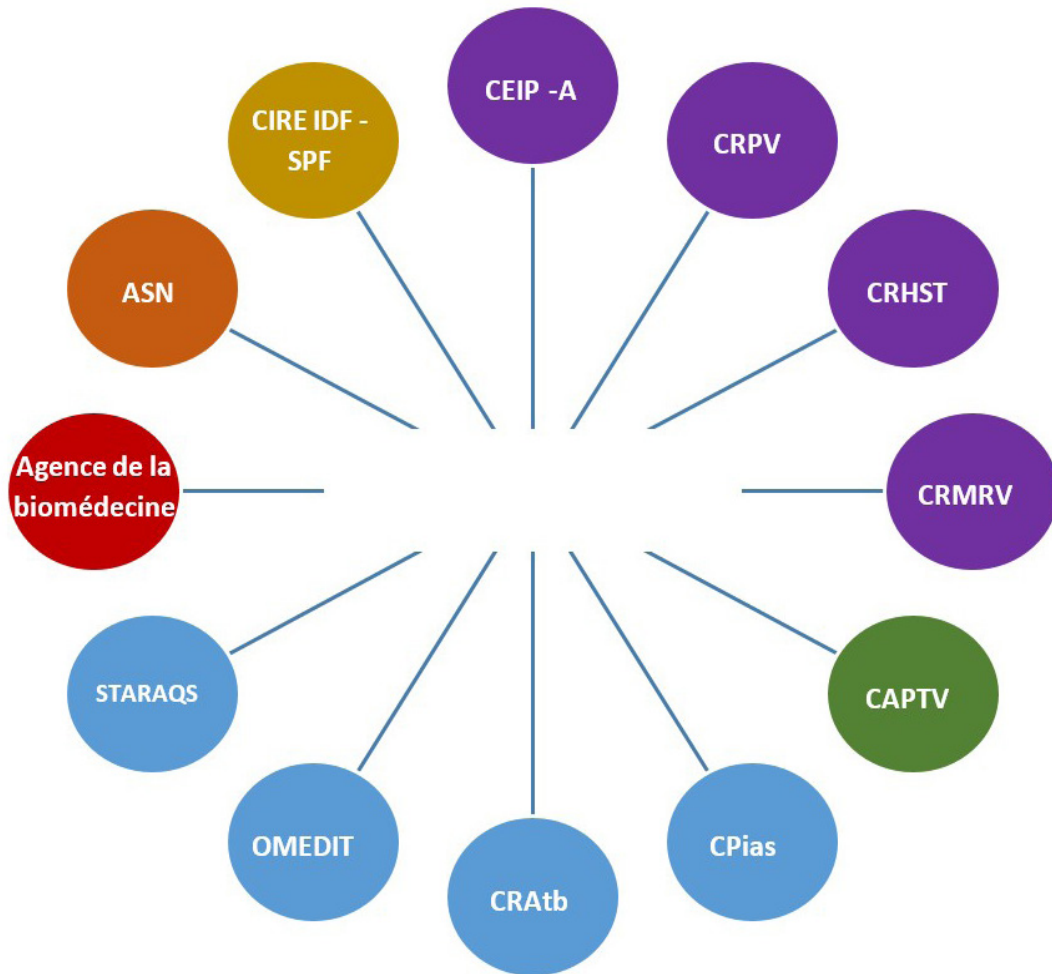 CEIP -A
CRPV
CRHST
CRMRV
CAPTV
CPias
CRAtb
OMEDIT
STARAQS
Agence de la
biomédecine
ASN
CIRE IDF -
SPF